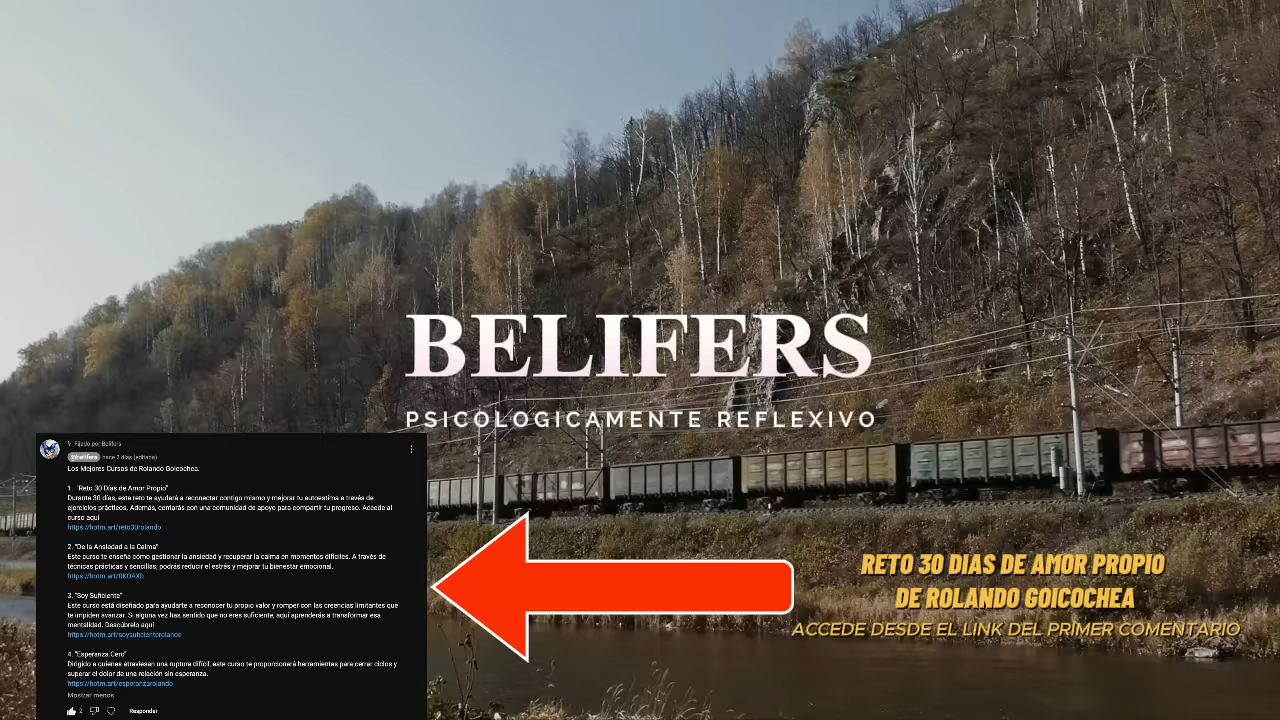 BELIFERS
PSICOLOGICAMENTE REFLEXIVO
Fijado por Belifers
@belifers hace 7 días (editado)
Los Mejores Cursos de Rolando Goicochea.
1. "Reto 30 Días de Amor Propio"
Durante 30 días, este reto te ayudará a reconectar contigo mismo y mejorar tu autoestima a través de
ejercicios prácticos. Además, contarás con una comunidad de apoyo para compartir tu progreso. Accede al
curso aquí
https://hotm.art/reto30rolando
2. "De la Ansiedad a la Calma"
Este curso te enseña cómo gestionar la ansiedad y recuperar la calma en momentos difíciles. A través de
técnicas prácticas y sencillas, podrás reducir el estrés y mejorar tu bienestar emocional.
3. "Soy Suficiente"
Este curso está diseñado para ayudarte a reconocer tu propio valor y romper con las creencias limitantes que
te impiden avanzar. Si alguna vez has sentido que no eres suficiente, aquí aprenderás a transformar esa
mentalidad. Descúbrelo aquí
https://hotm.art/soysuficienterolando
4. "Esperanza Cero"
Dirigido a quienes atraviesan una ruptura difícil, este curso te proporcionará herramientas para cerrar ciclos y
superar el dolor de una relación sin esperanza.
https://hotm.art/esperanzarolando
Mostrar menos
2 Responder
RETO 30 DIAS DE AMOR PROPIO
DE ROLANDO GOICOCHEA
ACCEDE DESDE EL LINK DEL PRIMER COMENTARIO